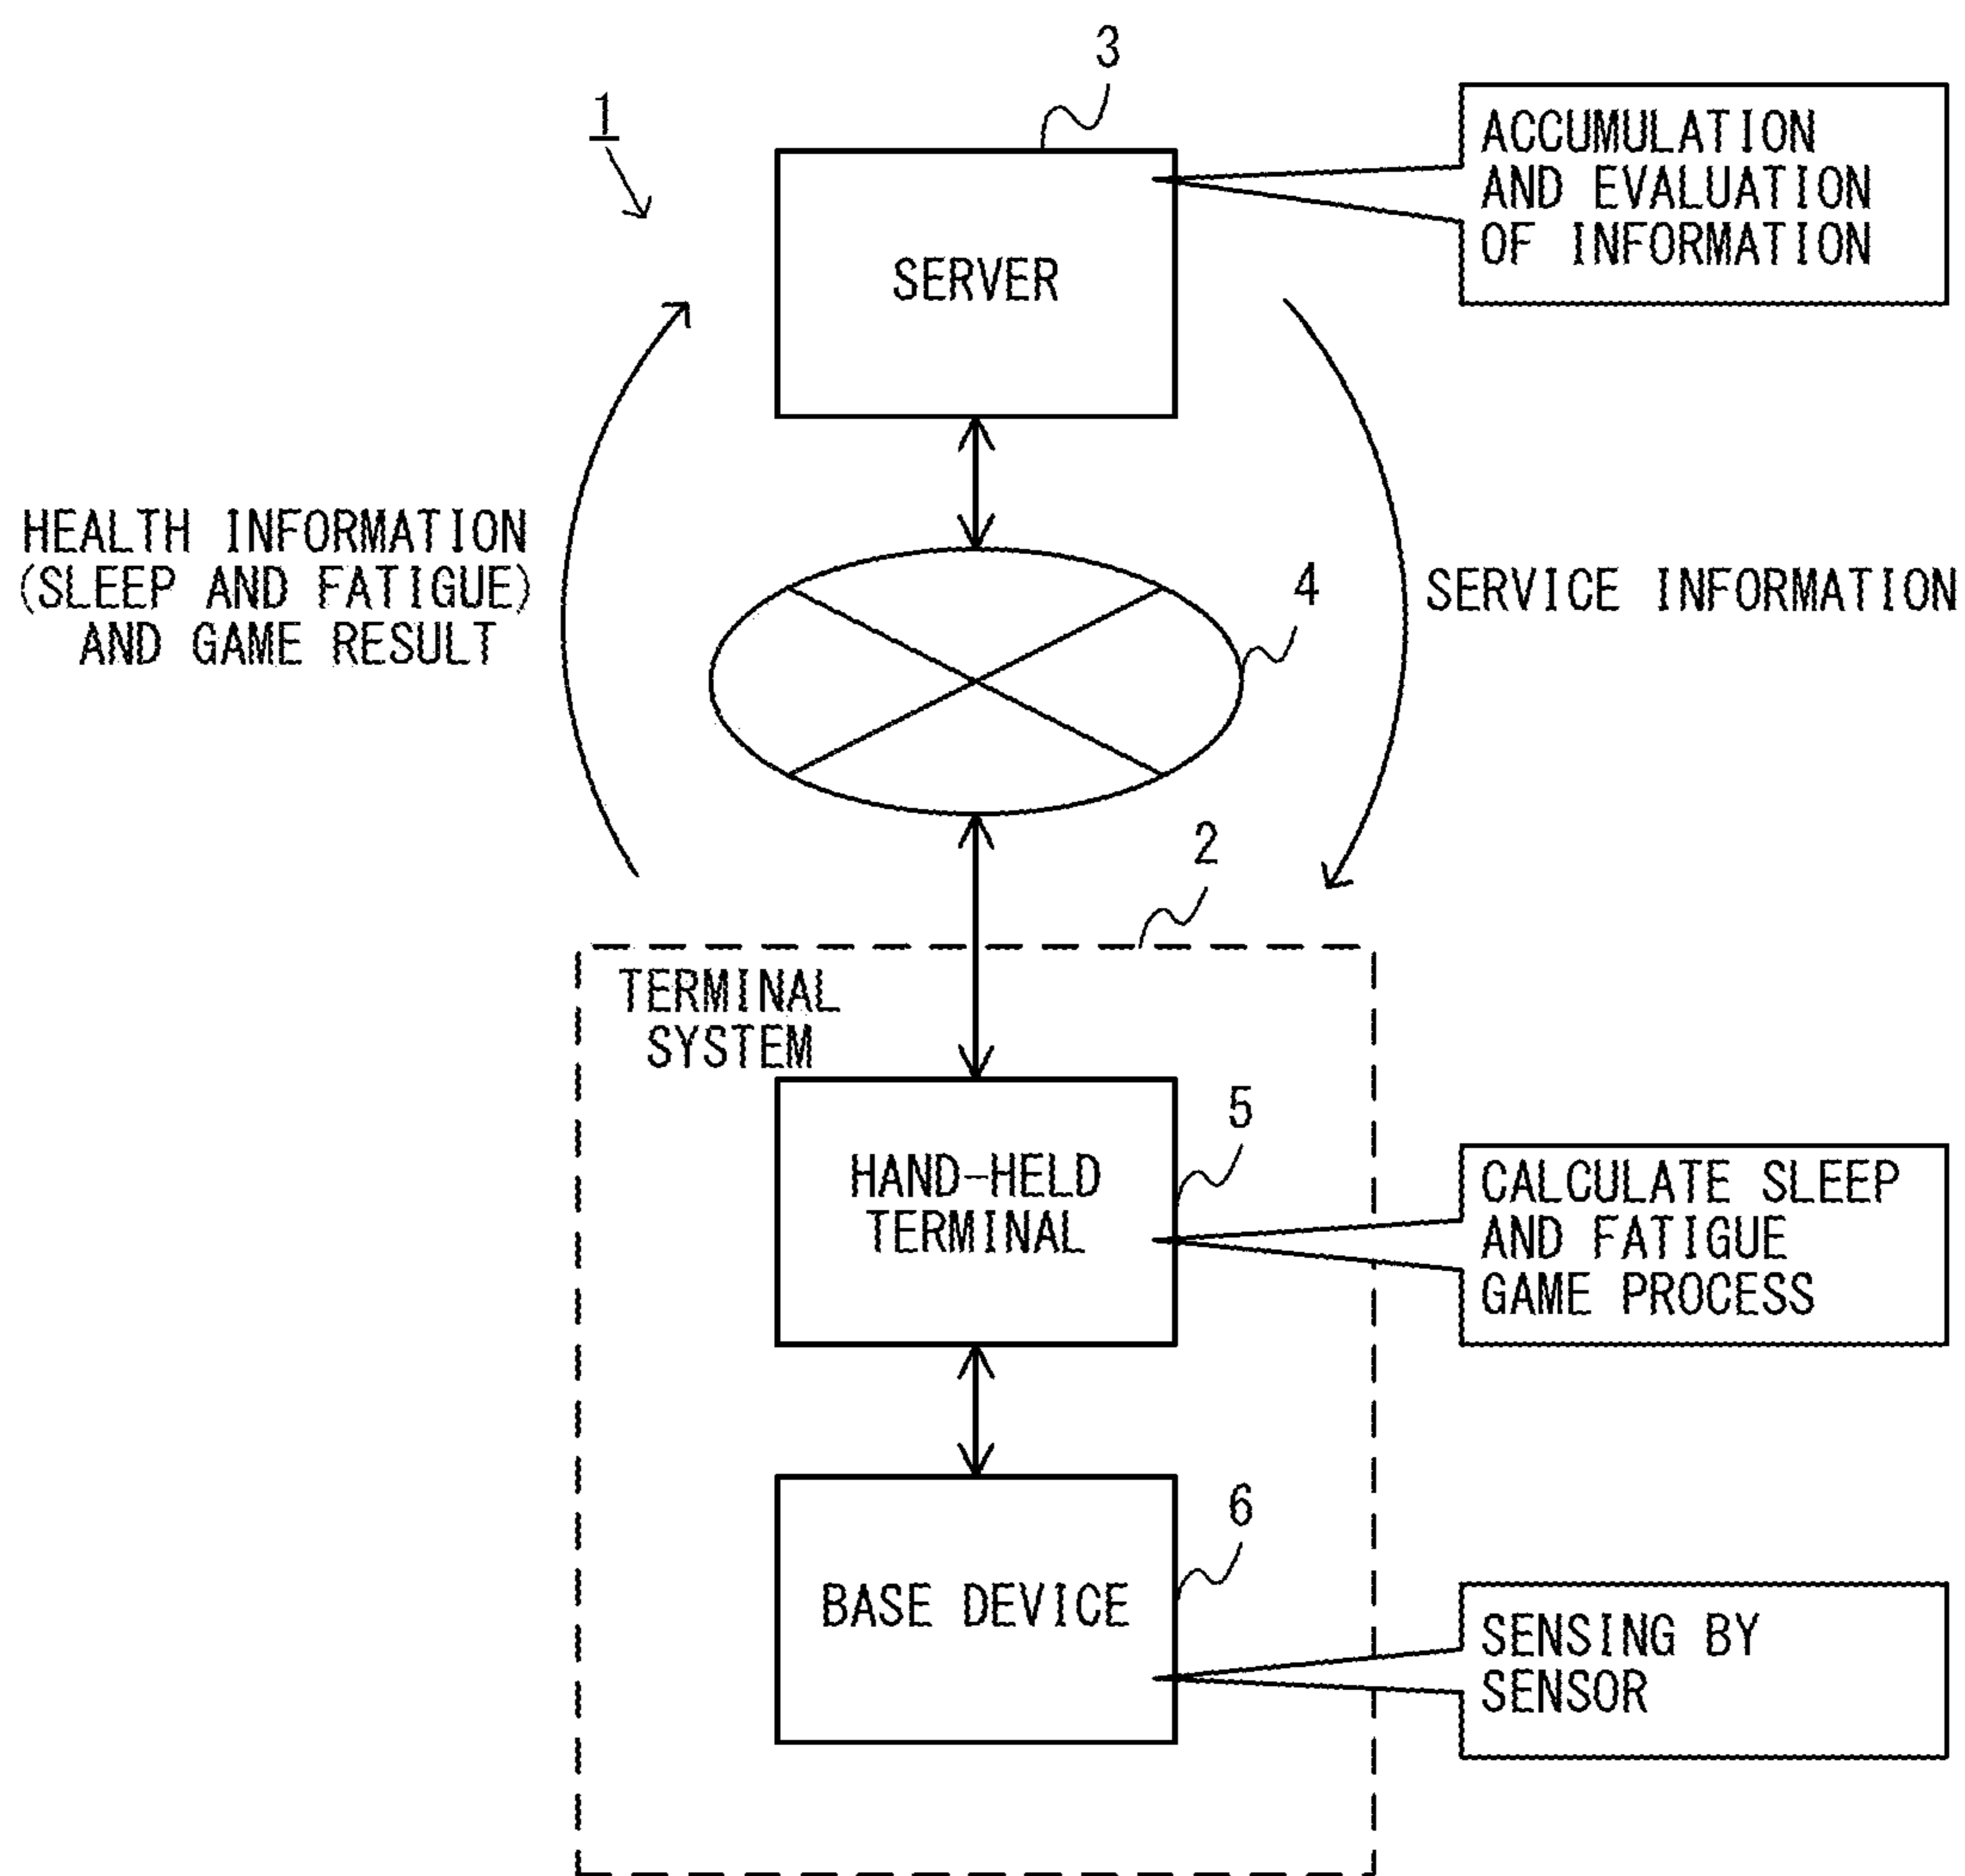 3
1
ACCUMULATION
AND EVALUATION
OF INFORMATION
SERVER
HEALTH INFORMATION
(SLEEP AND FATIGUE)
AND GAME RESULT
4
SERVICE INFORMATION
2
TERMINAL
SYSTEM
5
HAND-HELD
TERMINAL
CALCULATE SLEEP
AND FATIGUE
GAME PROCESS
6
BASE DEVICE
SENSING BY
SENSOR